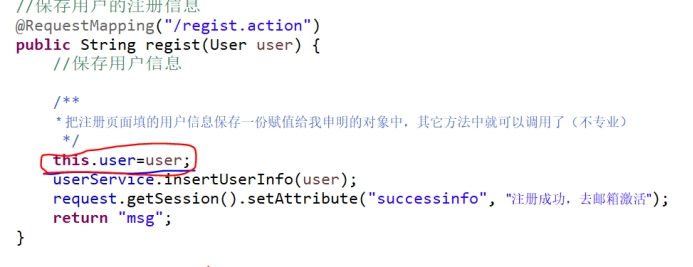 //保存用户的注册信息
@RequestMapping("/regist.action")
public String regist(User user) {
//保存用户信息
/**
* 把注册页面填的用户信息保存一份赋值给我申明的对象中，其它方法中就可以调用了（不专业）
*/
this.user=user;
userService.insertUserInfo(user);
request.getSession().setAttribute("successinfo", "注册成功，去邮箱激活");
return "msg";
}